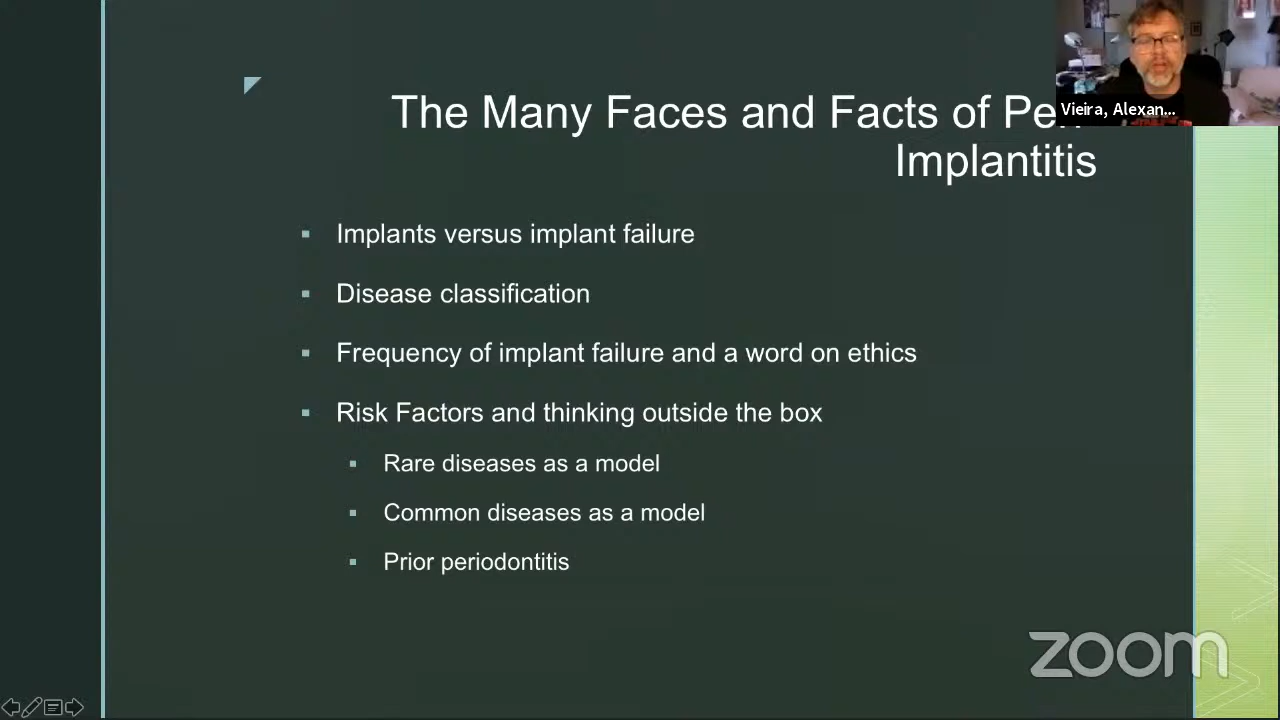 The Many Faces and Facts of
Implantitis
Vieira, Alexan...
Implants versus implant failure
Disease classification
Frequency of implant failure and a word on ethics
Risk Factors and thinking outside the box
Rare diseases as a model
Common diseases as a model
Prior periodontitis
zoom